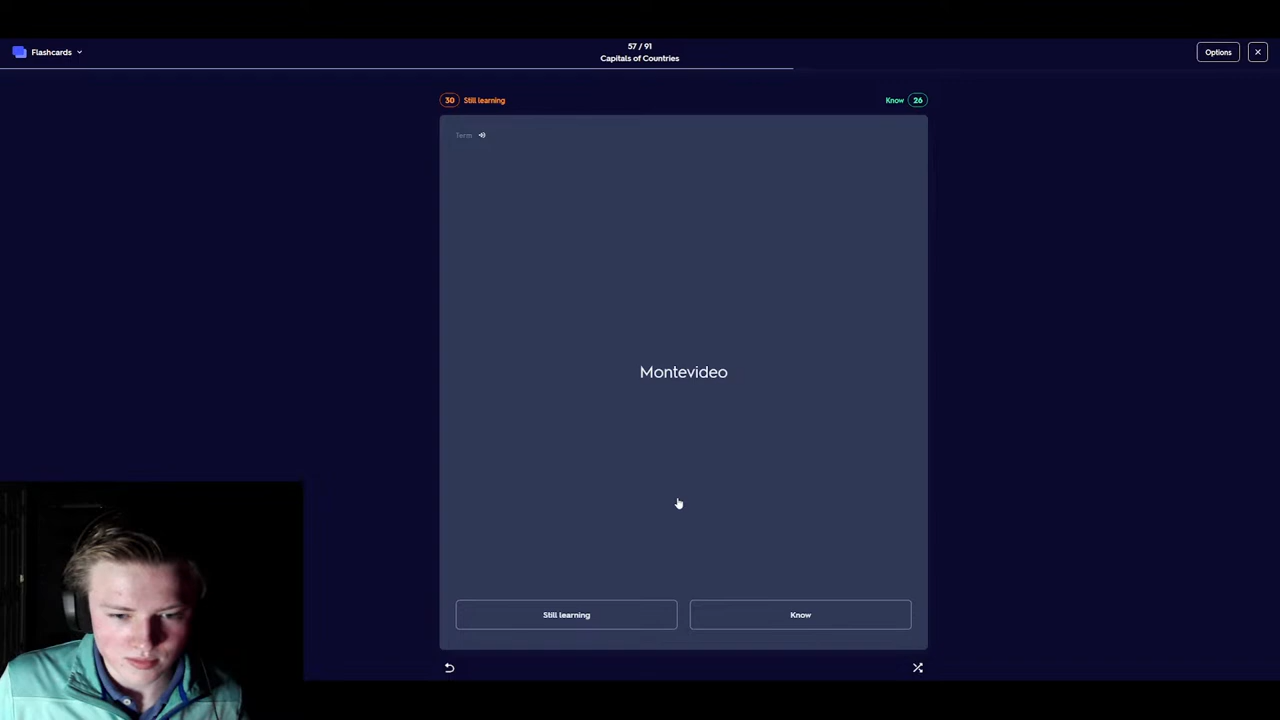 Flashcards
57 / 91
Capitals of Countries
Options
30 Still learning
Know 26
Term
Montevideo
Still learning
Know